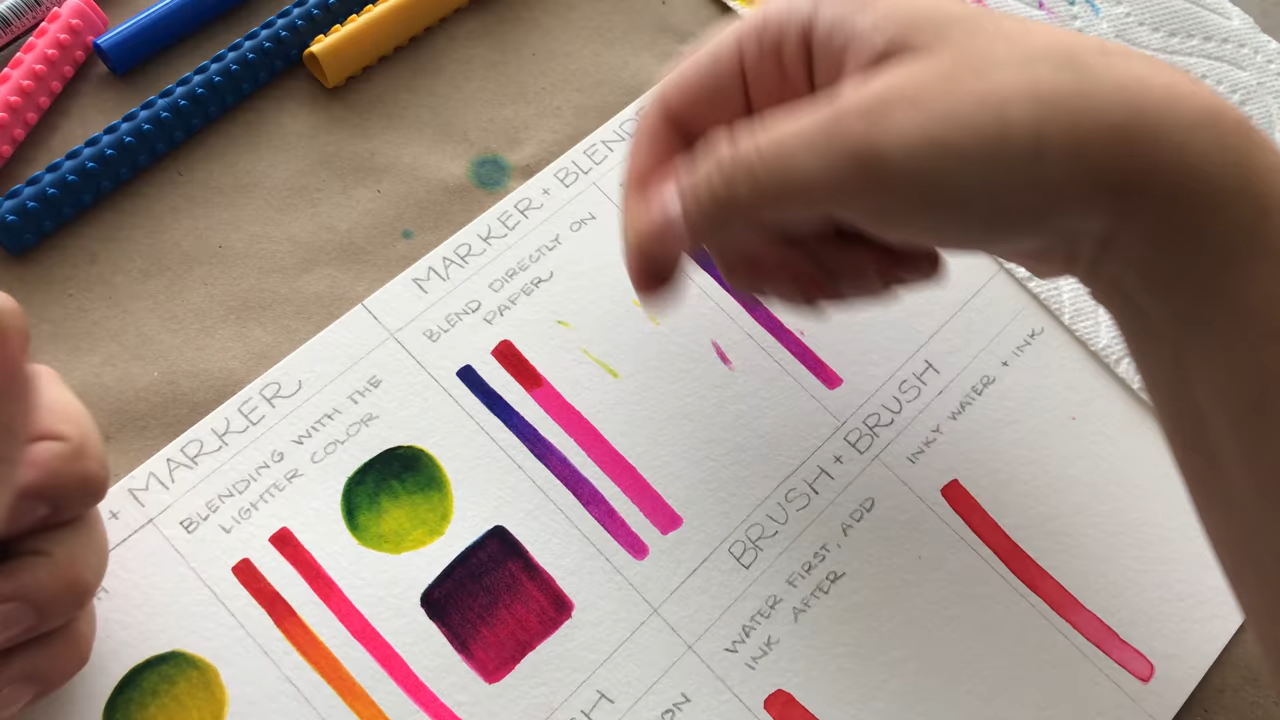 + MARKER
BLENDING WITH THE
LIGHTER COLOR
MARKER + BLEND
BLEND DIRECTLY ON
PAPER
BRUSH + BRUSH
WATER FIRST, ADD
INK AFTER
INKY WATER + INK
ON